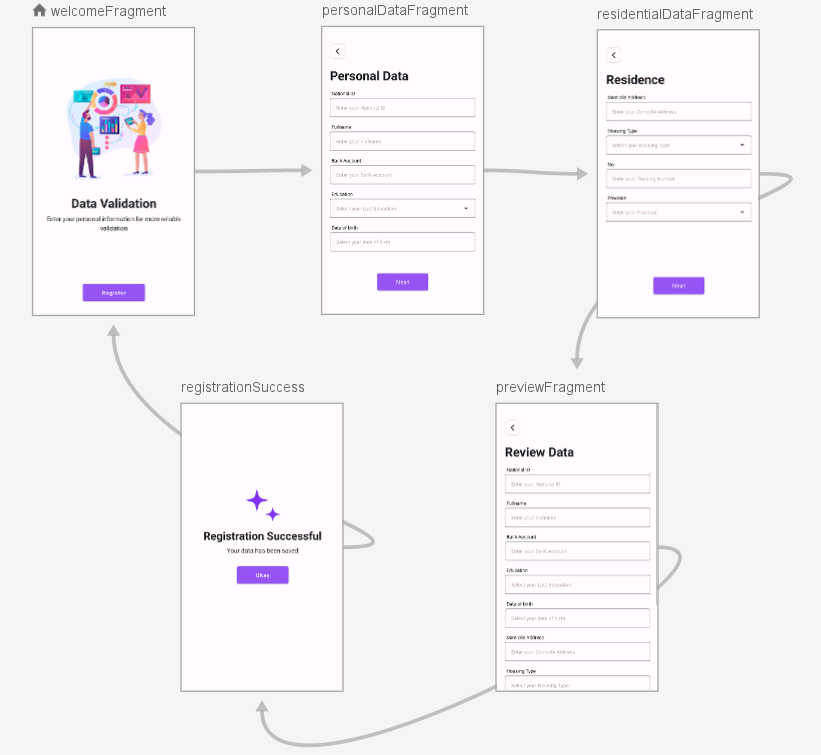 welcomeFragment
Data Validation
Enter your personal information for more reliable
validation
Register
personalDataFragment
Personal Data
National ID
Enter your National ID
Fullname
Enter your Fullname
Bank Account
Enter your Bank Account
Education
Select your Last Education
Data of birth
Select your date of birth
Next
residentialDataFragment
Residence
Domicile Address
Enter your Domicile Address
Housing Type
Select your Housing Type
No
Enter your Housing Number
Province
Enter your Province
Next
registrationSuccess
Registration Successful
Your data has been saved
Okay
previewFragment
Review Data
National ID
Enter your National ID
Fullname
Enter your Fullname
Bank Account
Enter your Bank Account
Education
Select your Last Education
Data of birth
Select your date of birth
Domicile Address
Enter your Domicile Address
Housing Type
Select your Housing Type